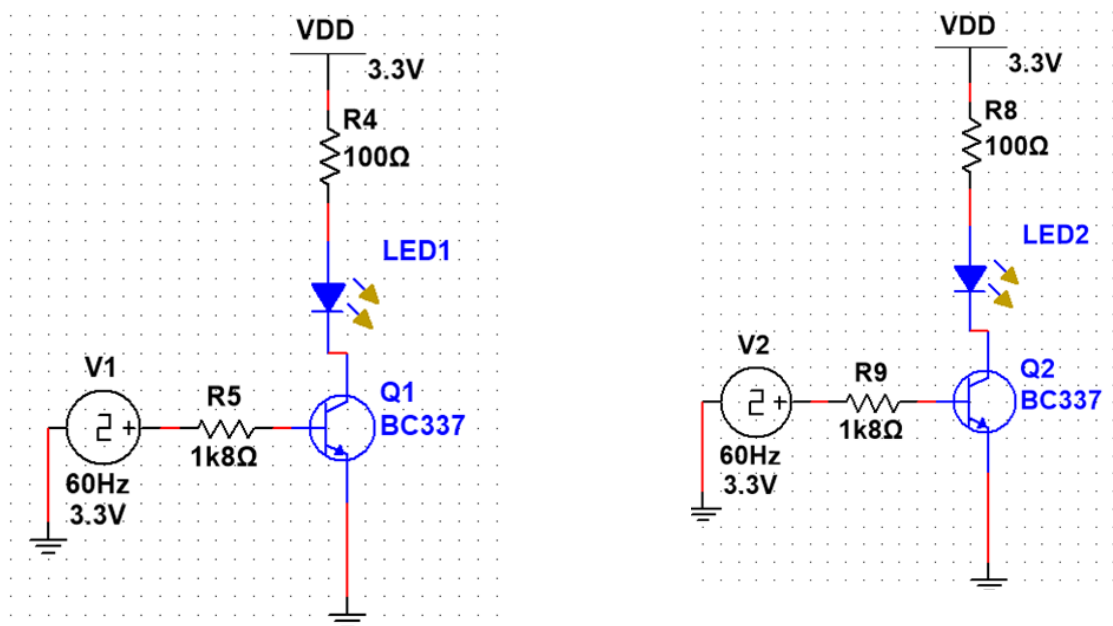 VDD
3.3V
R4
100Ω
LED1
V1
R5
Q1
BC337
1k8Ω
60Hz
3.3V
VDD
3.3V
R8
100Ω
LED2
V2
R9
Q2
BC337
1k8Ω
60Hz
3.3V